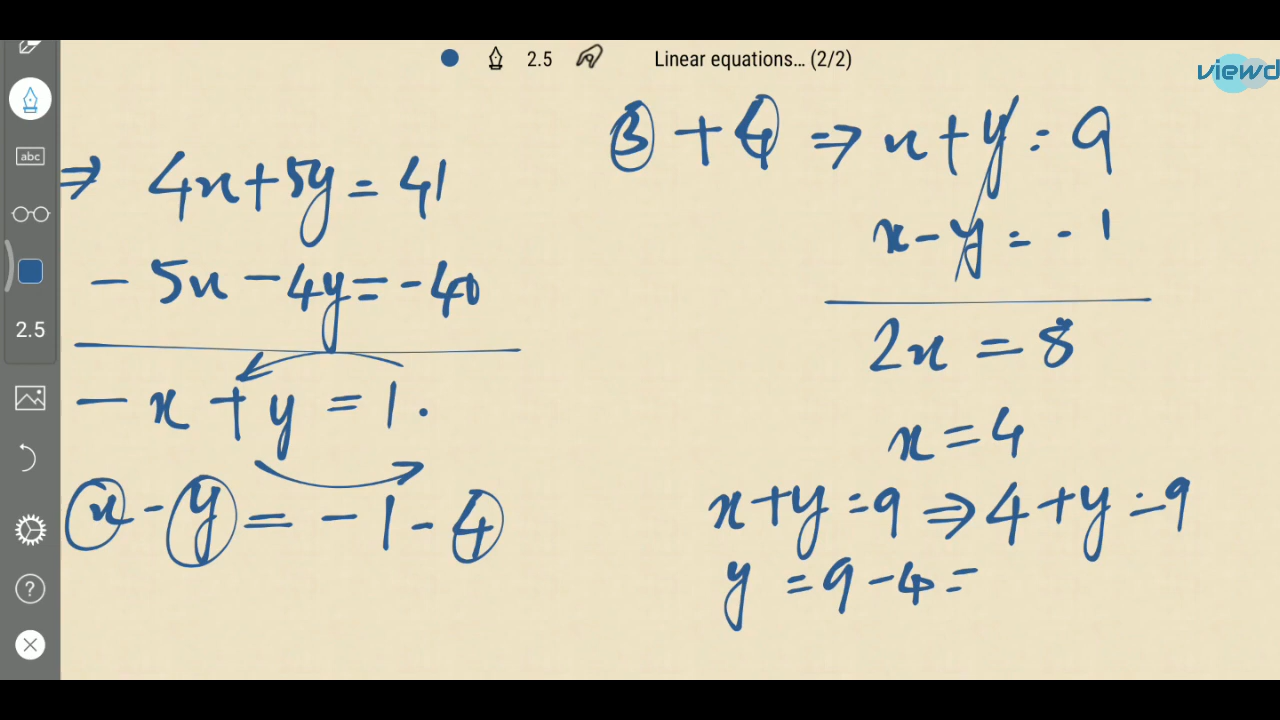 2.5 Linear equations... (2/2)
viewd
abc
2.5
?
⇒ 4x+5y=41
- 5x - 4y = - 40
- x + y = 1.
x - y = - 1 - 4
3 + 4 ⇒ x + y = 9
x - y = - 1
2x = 8
x = 4
x + y = 9 ⇒ 4 + y = 9
y = 9 - 4 =